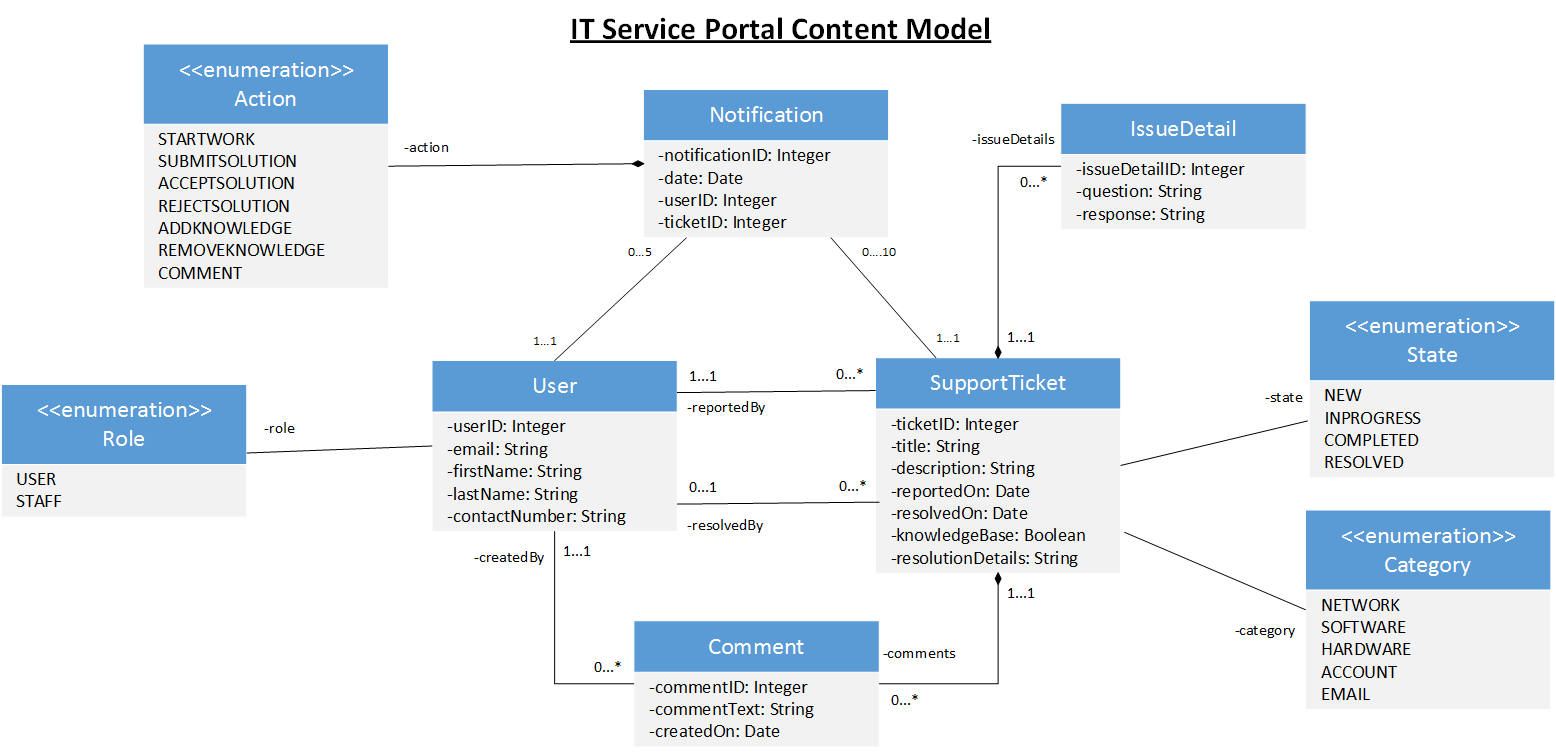 IT Service Portal Content Model
<<enumeration>>
Action
STARTWORK
SUBMITSOLUTION
ACCEPTSOLUTION
REJECTSOLUTION
ADDKNOWLEDGE
REMOVEKNOWLEDGE
COMMENT
-action
Notification
-notificationID: Integer
-date: Date
-userID: Integer
-ticketID: Integer
-issueDetails
0...*
IssueDetail
-issueDetailID: Integer
-question: String
-response: String
0...5
0....10
1...1
1...1
1...1
<<enumeration>>
Role
USER
STAFF
-role
User
-userID: Integer
-email: String
-firstName: String
-lastName: String
-contactNumber: String
1...1
0...*
-reportedBy
0...1
0...*
-resolvedBy
SupportTicket
-ticketID: Integer
-title: String
-description: String
-reportedOn: Date
-resolvedOn: Date
-knowledgeBase: Boolean
-resolutionDetails: String
-state
<<enumeration>>
State
NEW
INPROGRESS
COMPLETED
RESOLVED
<<enumeration>>
Category
NETWORK
SOFTWARE
HARDWARE
ACCOUNT
EMAIL
-category
-createdBy
1...1
1...1
0...*
Comment
-commentID: Integer
-commentText: String
-createdOn: Date
-comments
0...*